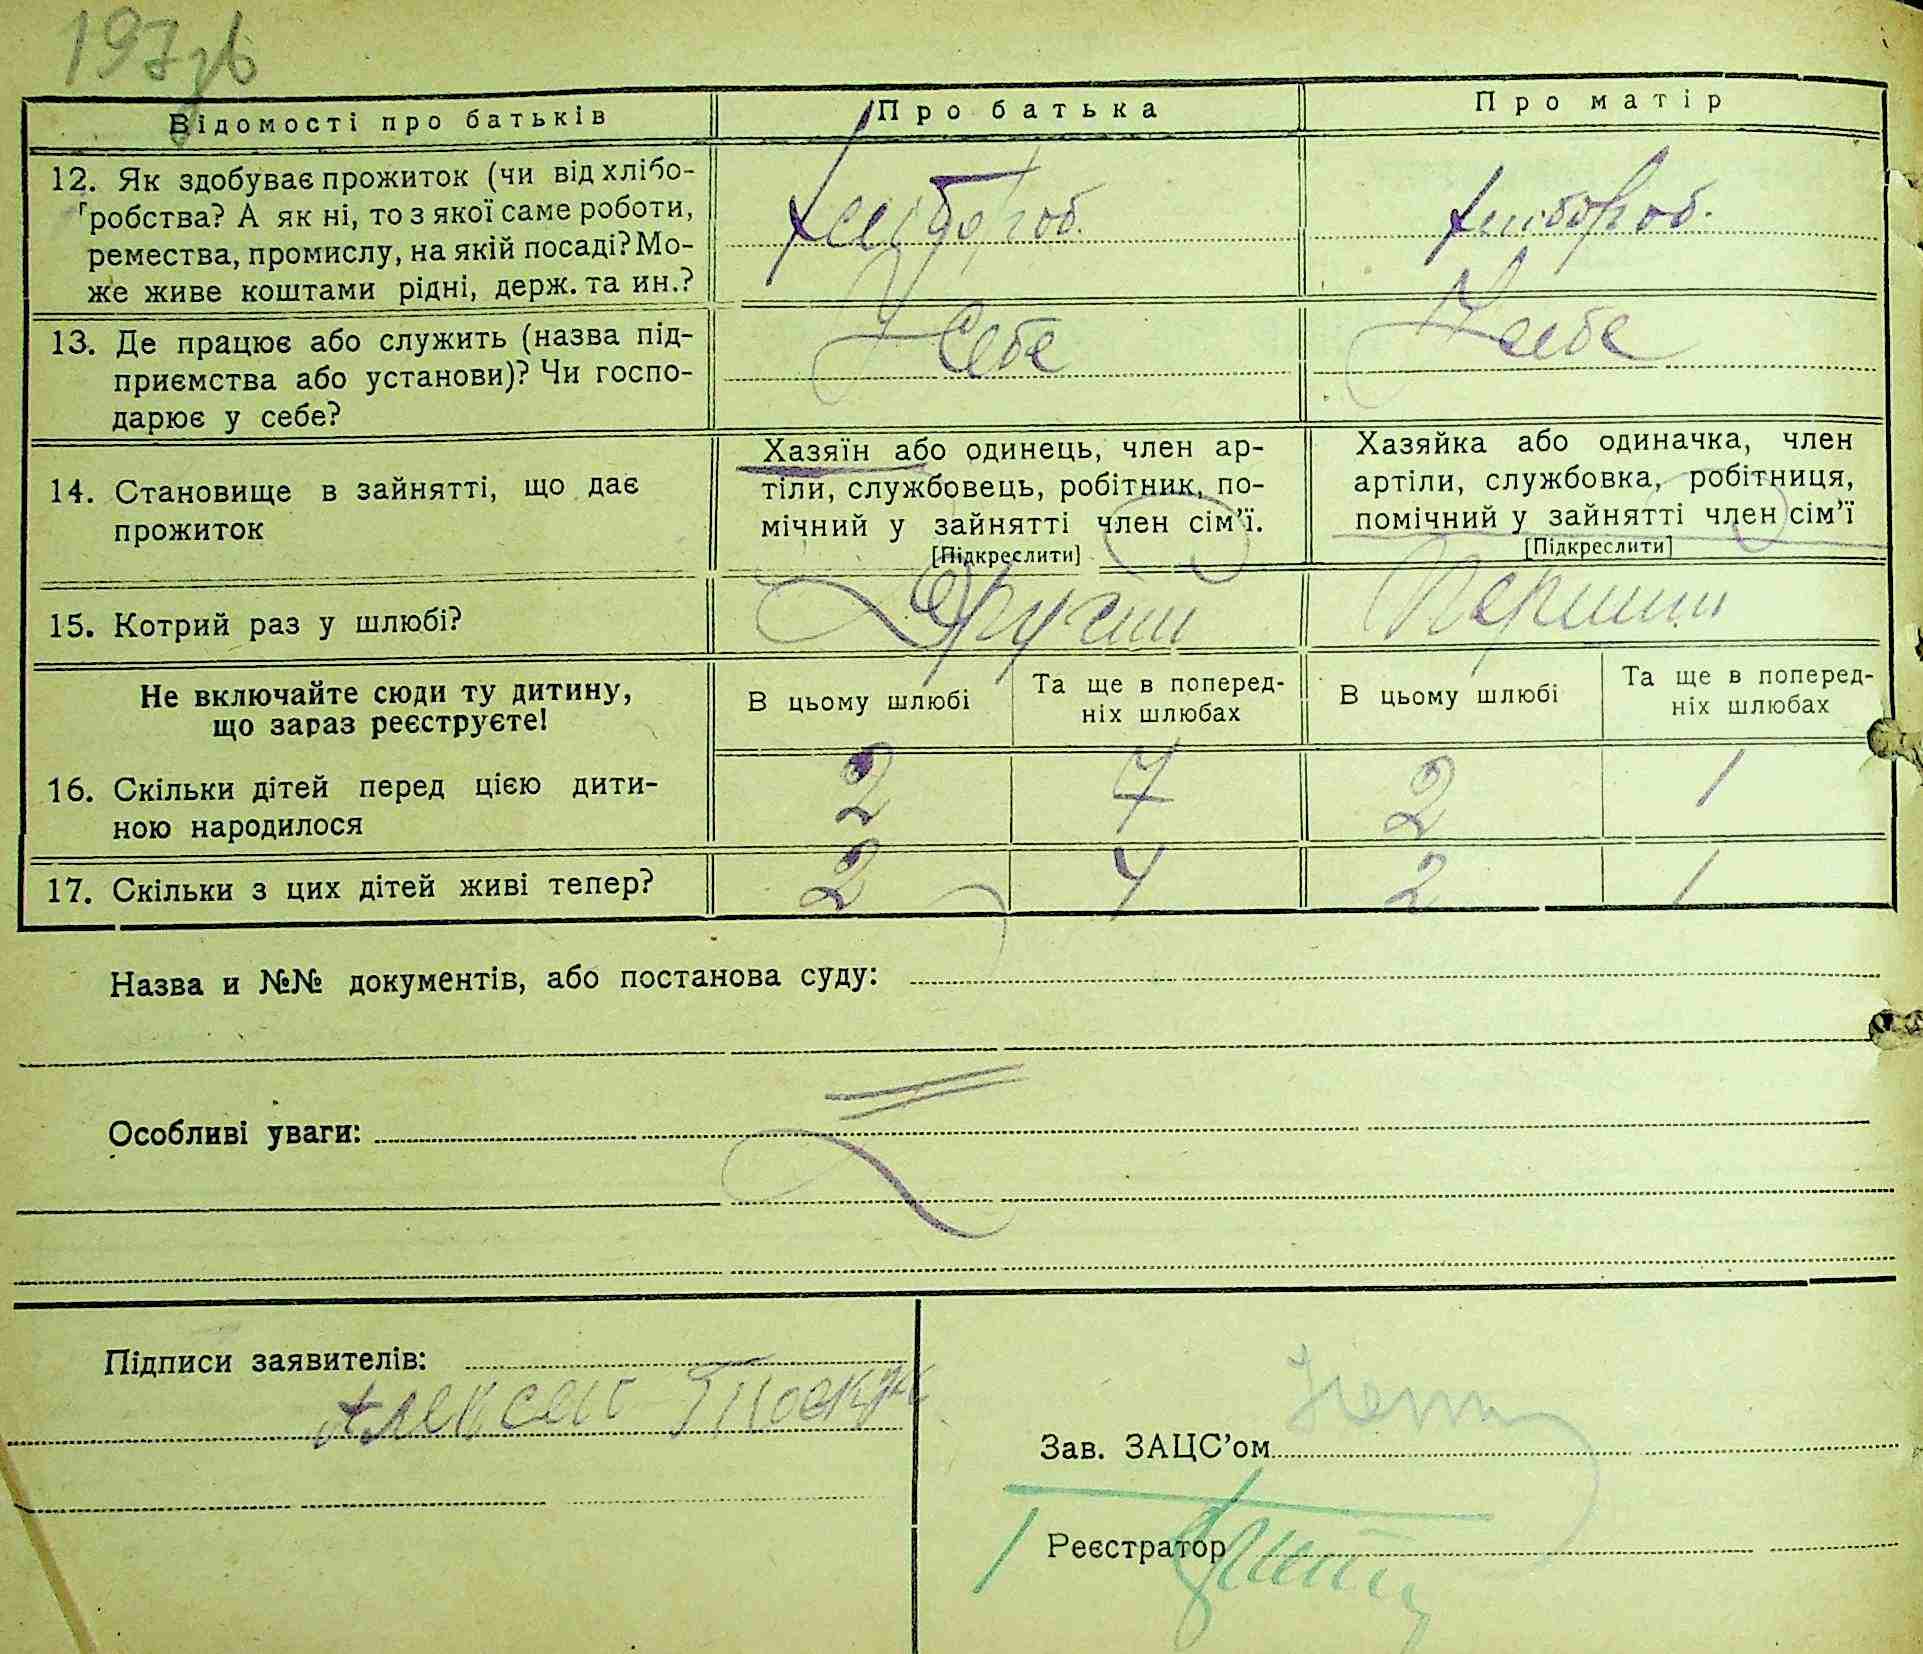 197зв
Відомості про батьків
Про батька
Про матір
12. Як здобуває прожиток (чи від хлібо-
робства? А як ні, то з якої саме роботи,
ремества, промислу, на якій посаді? Мо-
же живе коштами рідні, держ. та ин.?
Хлібороб.
Хлібороб.
13. Де працює або служить (назва під-
приємства або установи)? Чи госпо-
дарює у себе?
У себе
У себе
14. Становище в зайнятті, що дає
прожиток
Хазяїн або одинець, член ар-
тіли, службовець, робітник, по-
мічний у зайнятті член сім'ї.
[Підкреслити]
Хазяйка або одиначка, член
артіли, службовка, робітниця,
помічний у зайнятті член сім'ї
[Підкреслити]
15. Котрий раз у шлюбі?
Другий
Перший
Не включайте сюди ту дитину,
що зараз реєструєте!
В цьому шлюбі
Та ще в поперед-
ніх шлюбах
В цьому шлюбі
Та ще в поперед-
ніх шлюбах
16. Скільки дітей перед цією дити-
ною народилося
2 7 2 1
17. Скільки з цих дітей живі тепер?
2 4 2 1
Назва и №№ документів, або постанова суду:
Особливі уваги:
Підписи заявителів:
Алексей
Зав. ЗАЦС'ом
Реєстратор